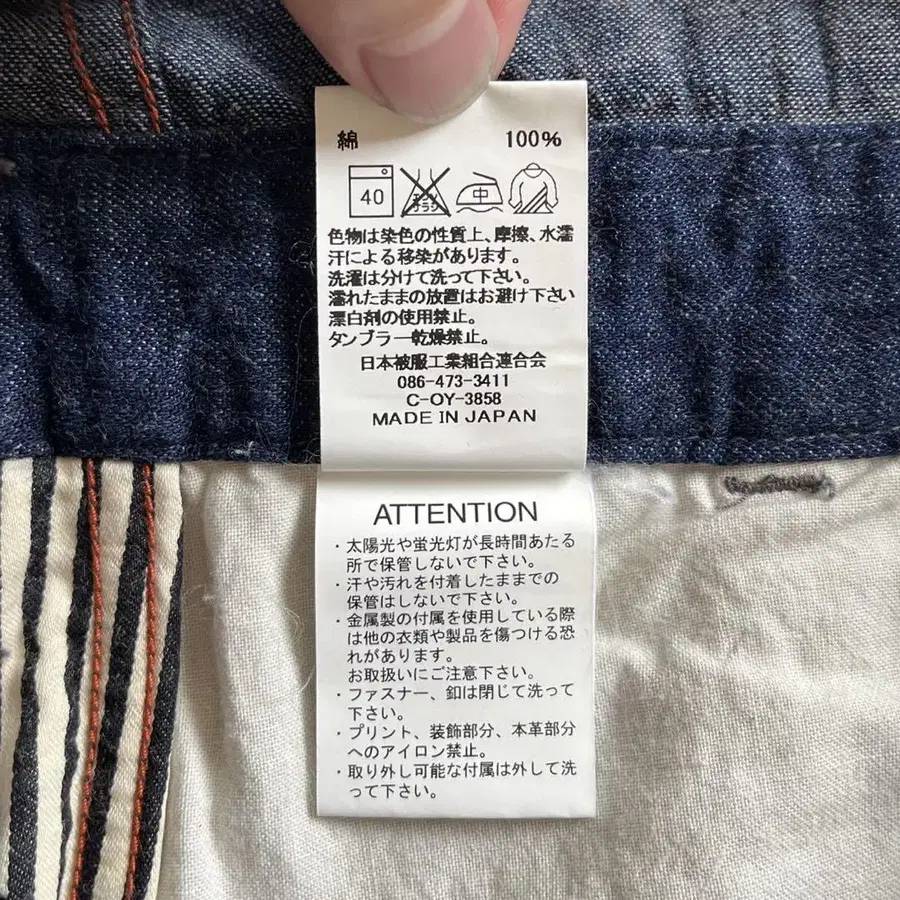 綿 100%
40 エンソ サラシ 中
色物は染色の性質上、摩擦、水濡
汗による移染があります。
洗濯は分けて洗って下さい。
濡れたままの放置はお避け下さい
漂白剤の使用禁止。
タンブラー乾燥禁止。
日本被服工業組合連合会
086-473-3411
C-OY-3858
MADE IN JAPAN
ATTENTION
・太陽光や蛍光灯が長時間あたる
所で保管しないで下さい。
・汗や汚れを付着したままでの
保管はしないで下さい。
・金属製の付属を使用している際
は他の衣類や製品を傷つける恐
れがあります。
お取扱いにご注意下さい。
・ファスナー、釦は閉じて洗って
下さい。
・プリント、装飾部分、本革部分
へのアイロン禁止。
・取り外し可能な付属は外して洗
って下さい。